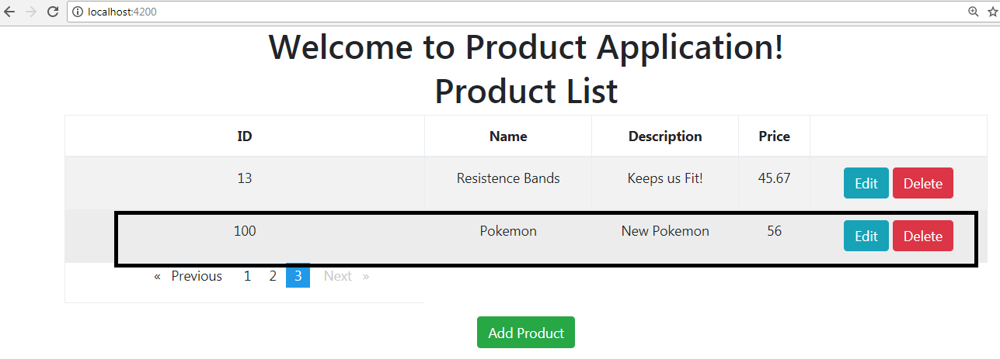 localhost:4200
Welcome to Product Application!
Product List
ID Name Description Price
13 Resistence Bands Keeps us Fit! 45.67 Edit Delete
100 Pokemon New Pokemon 56 Edit Delete
« Previous 1 2 3 Next »
Add Product